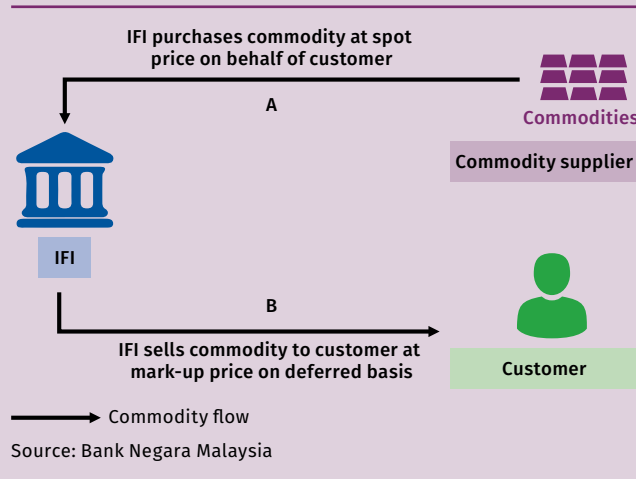 IFI purchases commodity at spot
price on behalf of customer
A
Commodities
Commodity supplier
IFI
B
IFI sells commodity to customer at
mark-up price on deferred basis
Customer
Commodity flow
Source: Bank Negara Malaysia